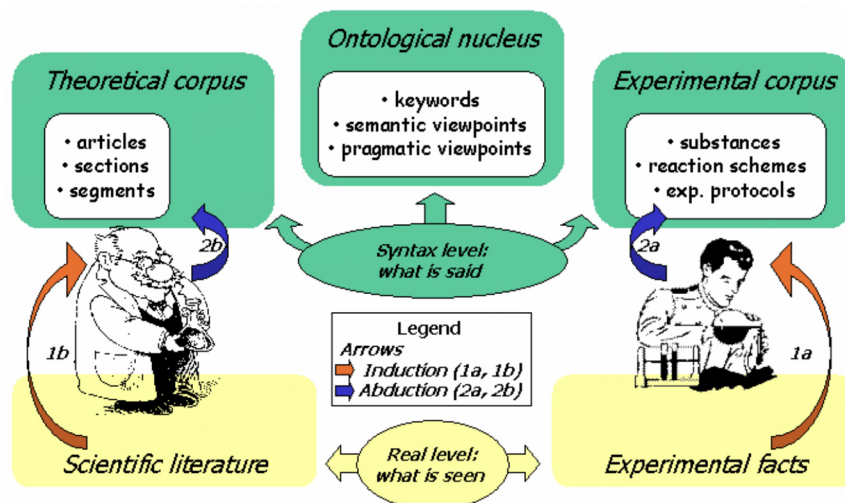 Ontological nucleus
• keywords
• semantic viewpoints
• pragmatic viewpoints
Theoretical corpus
• articles
• sections
• segments
Experimental corpus
• substances
• reaction schemes
• exp. protocols
2b
2a
Syntax level:
what is said
1b
1a
Legend
Arrows
Induction (1a, 1b)
Abduction (2a, 2b)
Scientific literature
Real level:
what is seen
Experimental facts